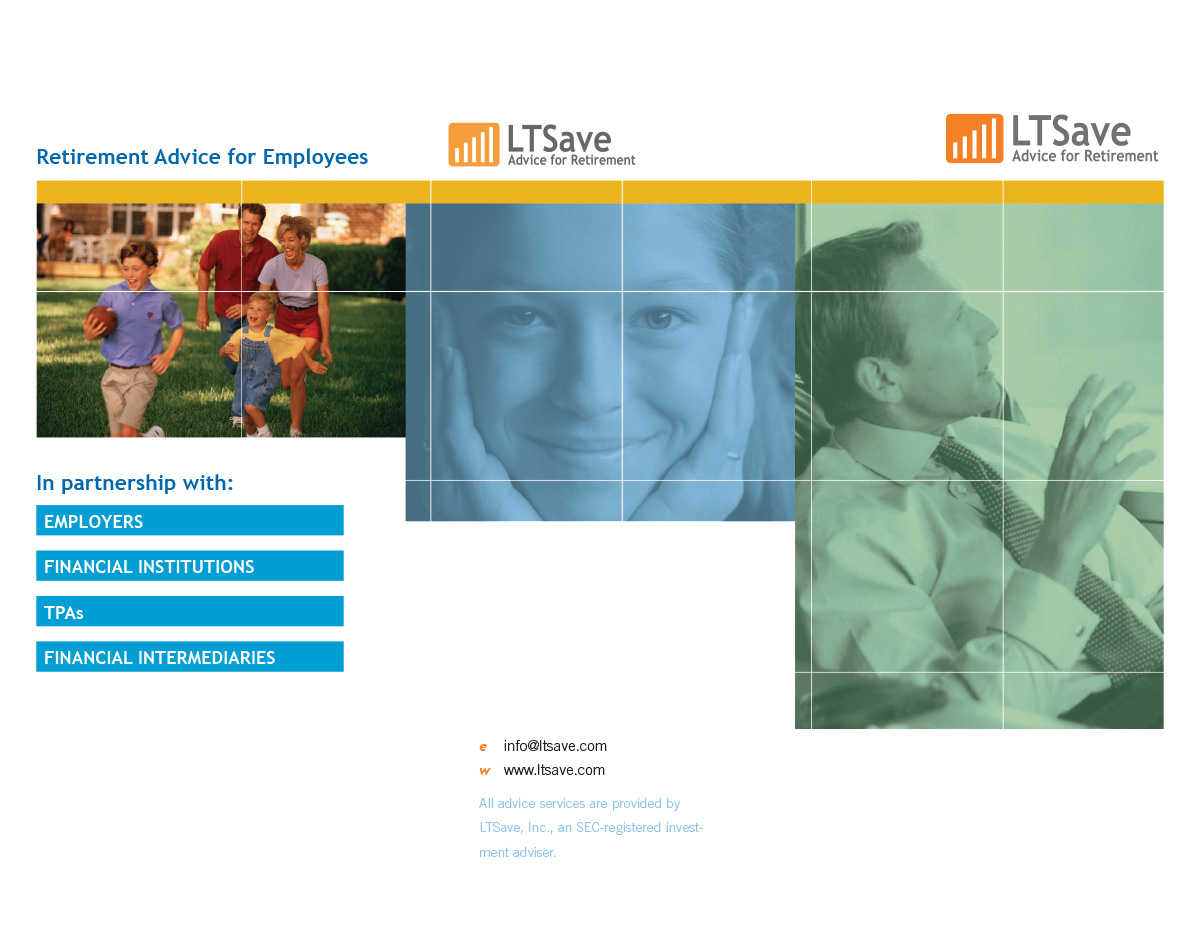 Retirement Advice for Employees
In partnership with:
EMPLOYERS
FINANCIAL INSTITUTIONS
TPAs
FINANCIAL INTERMEDIARIES
LTSave
Advice for Retirement
e info@ltsave.com
w www.ltsave.com
All advice services are provided by
LTSave, Inc., an SEC-registered invest-
ment adviser.
LTSave
Advice for Retirement